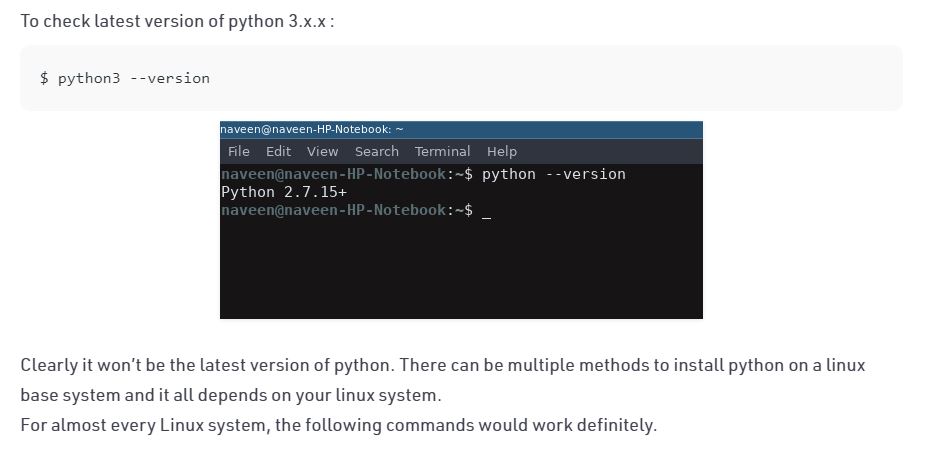 To check latest version of python 3.x.x :
$ python3 --version
naveen@naveen-HP-Notebook: ~
File Edit View Search Terminal Help
naveen@naveen-HP-Notebook:~$ python --version
Python 2.7.15+
naveen@naveen-HP-Notebook:~$ _
Clearly it won’t be the latest version of python. There can be multiple methods to install python on a linux
base system and it all depends on your linux system.
For almost every Linux system, the following commands would work definitely.